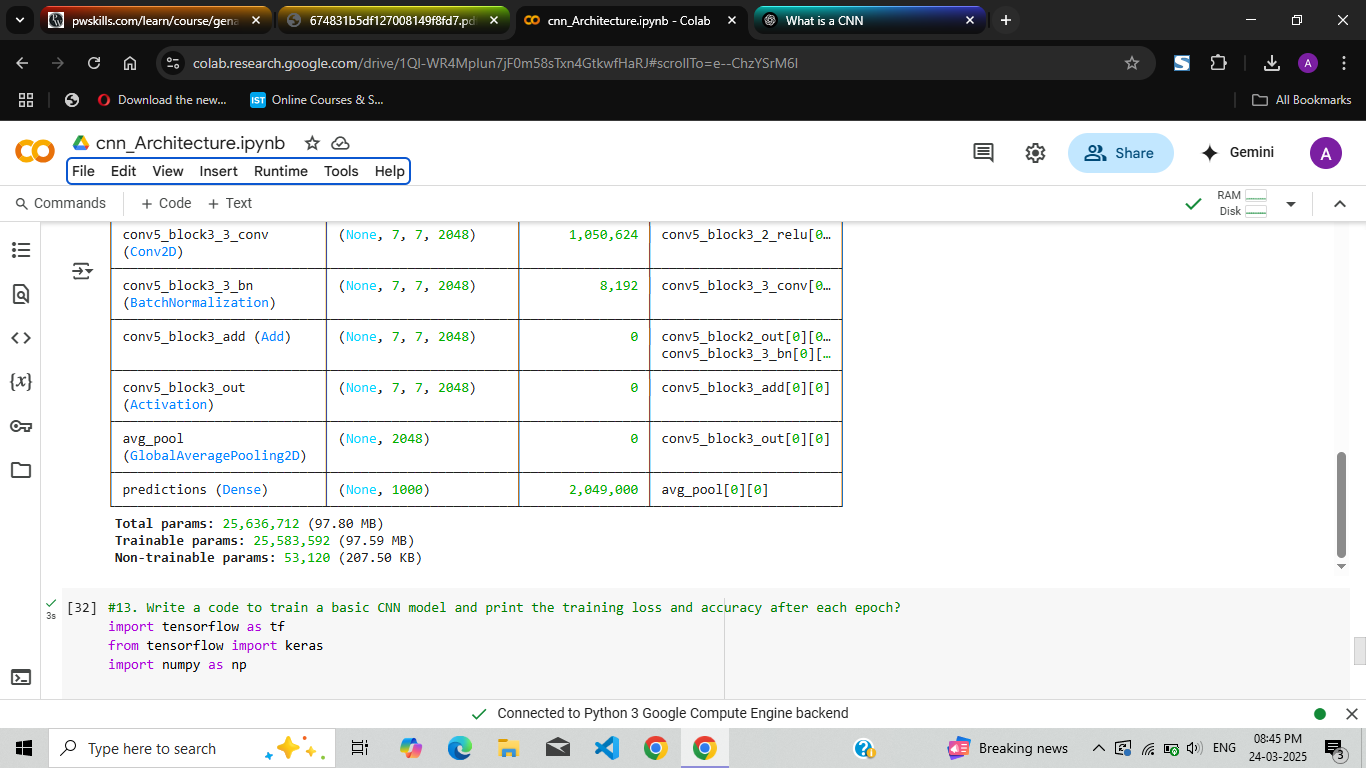 pwskills.com/learn/course/gena
674831b5df127008149f8fd7.pd
cnn_Architecture.ipynb - Colab
What is a CNN
colab.research.google.com/drive/1QI-WR4MpIun7jF0m58sTxn4GtkwfHaRJ#scrollTo=e--ChzYSrM6I
A
Download the new...
IST
Online Courses & S...
All Bookmarks
cnn_Architecture.ipynb
File Edit View Insert Runtime Tools Help
Share
Gemini
A
Commands
+ Code + Text
RAM
Disk
conv5_block3_3_conv (None, 7, 7, 2048) 1,050,624 conv5_block3_2_relu[0…
(Conv2D)
conv5_block3_3_bn (None, 7, 7, 2048) 8,192 conv5_block3_3_conv[0…
(BatchNormalization)
conv5_block3_add (Add) (None, 7, 7, 2048) 0 conv5_block2_out[0][0…
conv5_block3_3_bn[0][…
conv5_block3_out (None, 7, 7, 2048) 0 conv5_block3_add[0][0]
(Activation)
avg_pool (None, 2048) 0 conv5_block3_out[0][0]
(GlobalAveragePooling2D)
predictions (Dense) (None, 1000) 2,049,000 avg_pool[0][0]
Total params: 25,636,712 (97.80 MB)
Trainable params: 25,583,592 (97.59 MB)
Non-trainable params: 53,120 (207.50 KB)
3s
[32] #13. Write a code to train a basic CNN model and print the training loss and accuracy after each epoch?
import tensorflow as tf
from tensorflow import keras
import numpy as np
Connected to Python 3 Google Compute Engine backend
Type here to search
Breaking news
ENG
08:45 PM
24-03-2025
3